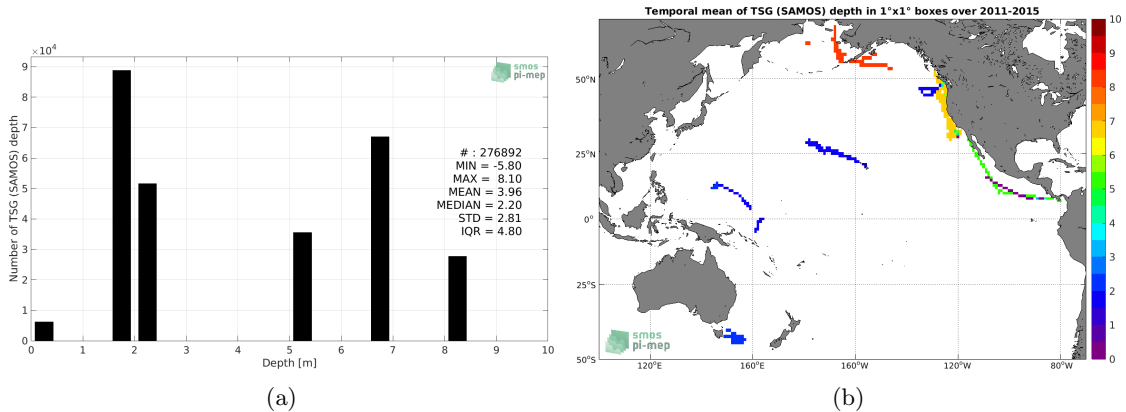 ×10⁴
9
8
7
6
5
4
3
2
1
0
Number of TSG (SAMOS) depth
smos
pi-mep
# : 276892
MIN = -5.80
MAX = 8.10
MEAN = 3.96
MEDIAN = 2.20
STD = 2.81
IQR = 4.80
0 1 2 3 4 5 6 7 8 9 10
Depth [m]
(a)
Temporal mean of TSG (SAMOS) depth in 1°x1° boxes over 2011-2015
50°N
25°N
0°
25°S
50°S
120°E 160°E 160°W 120°W 80°W
smos
pi-mep
10
9
8
7
6
5
4
3
2
1
0
(b)